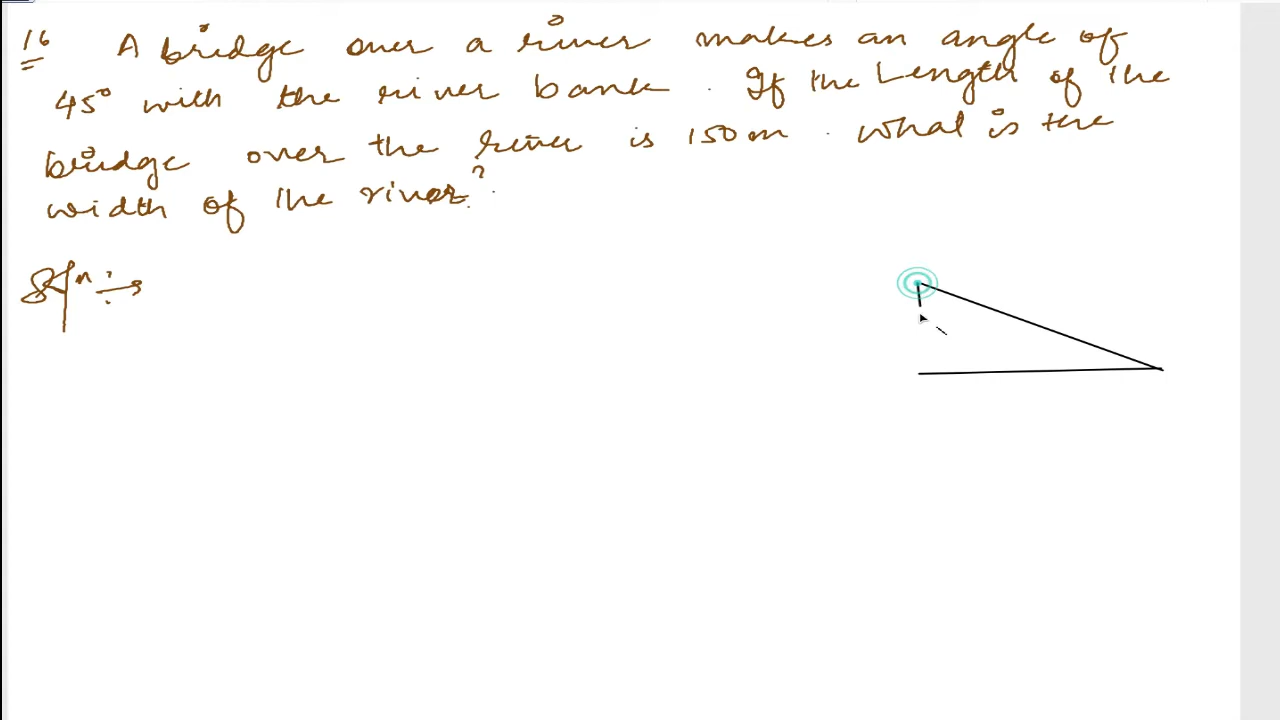 16 A bridge over a river makes an angle of
45° with the river bank. If the Length of the
bridge over the river is 150m. What is the
width of the river?
Sol^n :→